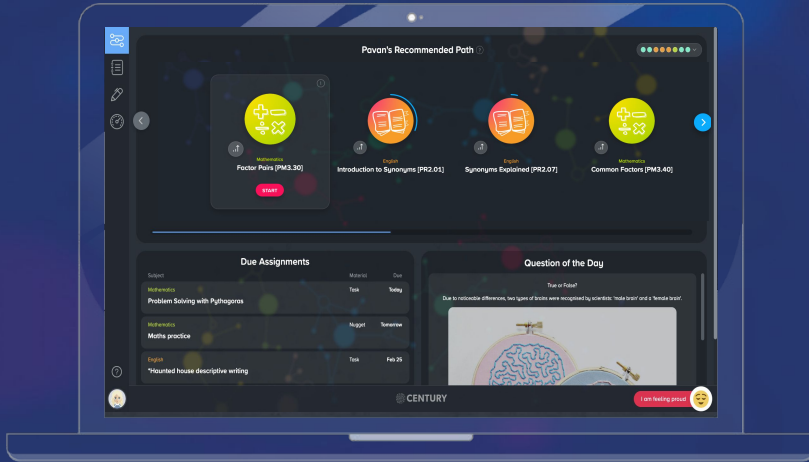 Pavan's Recommended Path
Mathematics
Factor Pairs [PM3.30]
START
English
Introduction to Synonyms [PR2.01]
English
Synonyms Explained [PR2.07]
Mathematics
Common Factors [PM3.40]
Due Assignments
Subject Material Due
Mathematics Task Today
Problem Solving with Pythagoras
Mathematics Nugget Tomorrow
Maths practice
English Task Feb 25
*Haunted house descriptive writing
Question of the Day
True or False?
Due to noticeable differences, two types of brains were recognised by scientists: 'male brain' and a 'female brain'.
CENTURY
I am feeling proud